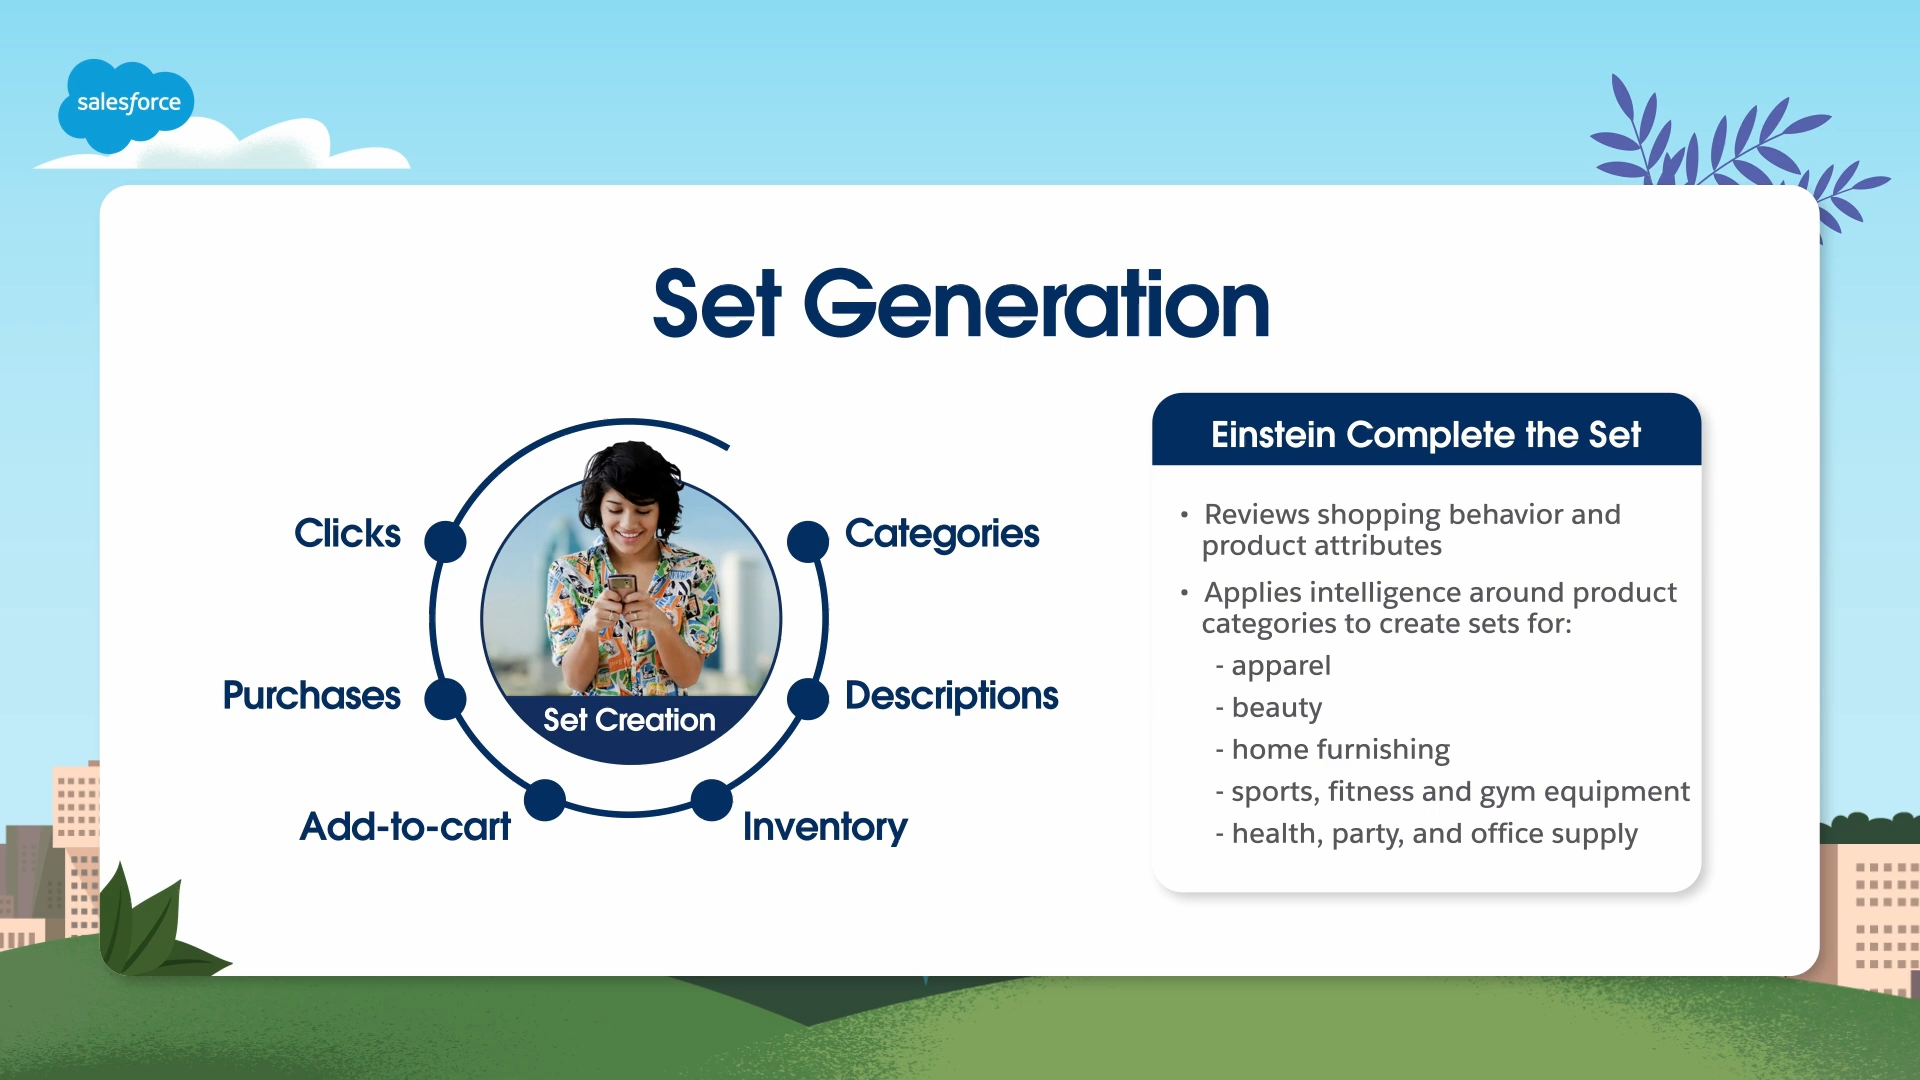 salesforce
Set Generation
Clicks
Purchases
Add-to-cart
Categories
Descriptions
Inventory
Set Creation
Einstein Complete the Set
• Reviews shopping behavior and
product attributes
• Applies intelligence around product
categories to create sets for:
- apparel
- beauty
- home furnishing
- sports, fitness and gym equipment
- health, party, and office supply